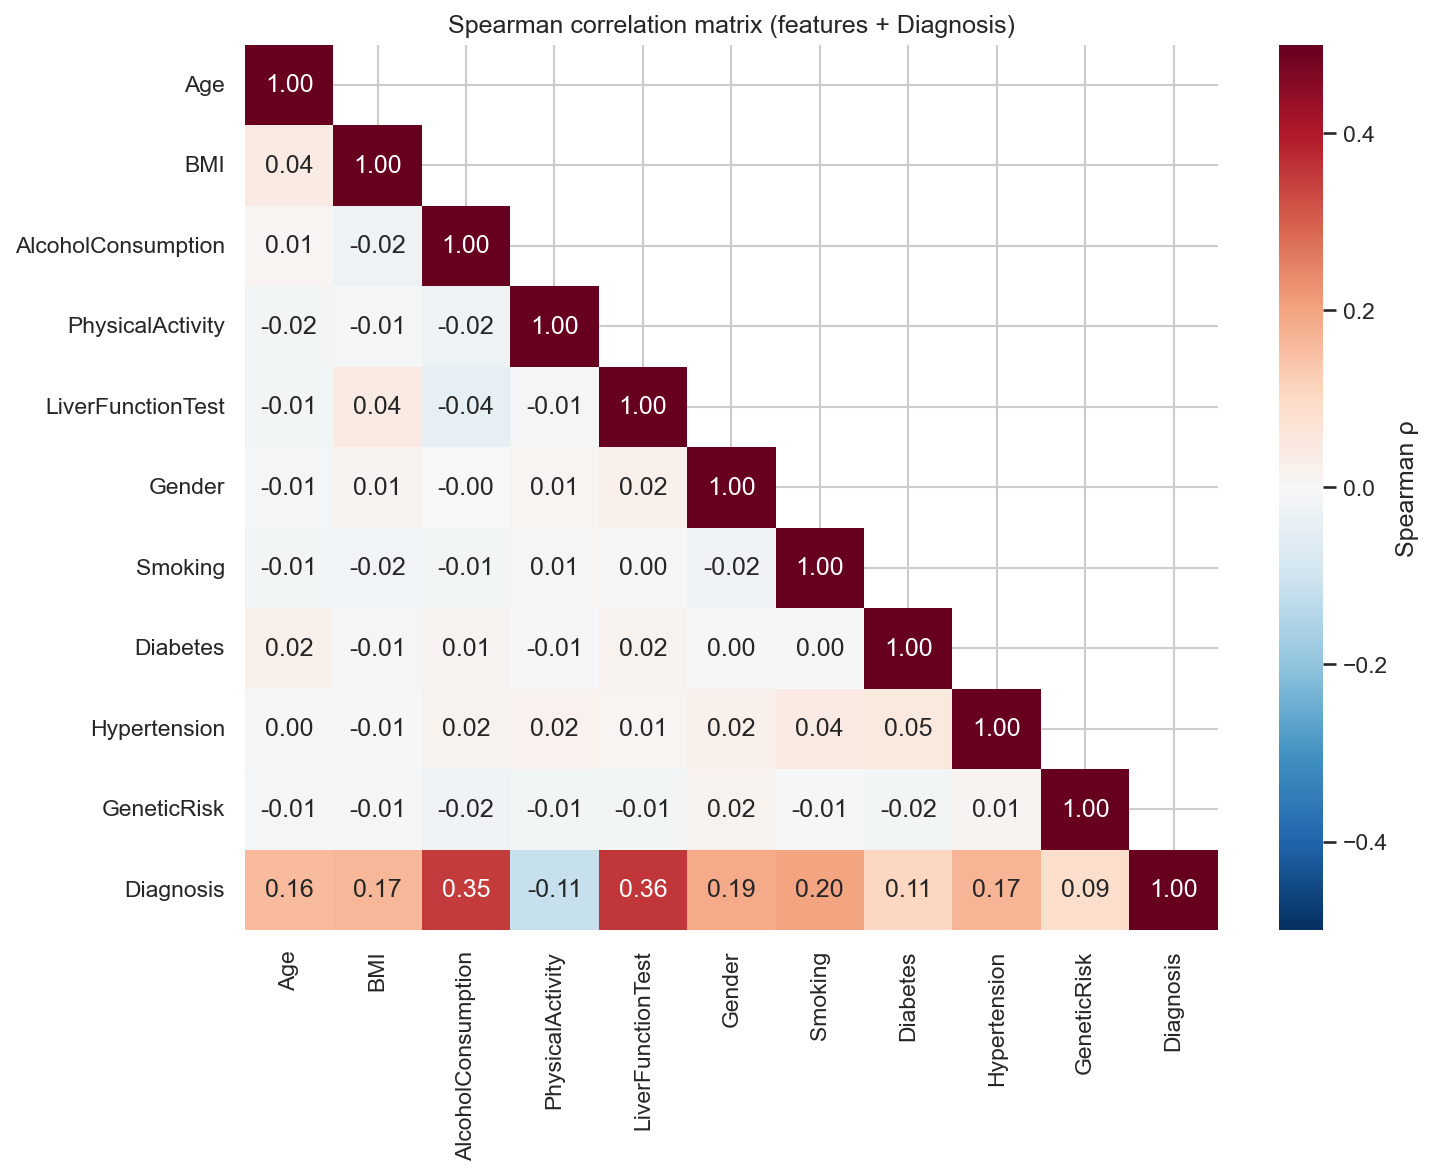 Spearman correlation matrix (features + Diagnosis)
Age 1.00
BMI 0.04 1.00
AlcoholConsumption 0.01 -0.02 1.00
PhysicalActivity -0.02 -0.01 -0.02 1.00
LiverFunctionTest -0.01 0.04 -0.04 -0.01 1.00
Gender -0.01 0.01 -0.00 0.01 0.02 1.00
Smoking -0.01 -0.02 -0.01 0.01 0.00 -0.02 1.00
Diabetes 0.02 -0.01 0.01 -0.01 0.02 0.00 0.00 1.00
Hypertension 0.00 -0.01 0.02 0.02 0.01 0.02 0.04 0.05 1.00
GeneticRisk -0.01 -0.01 -0.02 -0.01 -0.01 0.02 -0.01 -0.02 0.01 1.00
Diagnosis 0.16 0.17 0.35 -0.11 0.36 0.19 0.20 0.11 0.17 0.09 1.00
Age
BMI
AlcoholConsumption
PhysicalActivity
LiverFunctionTest
Gender
Smoking
Diabetes
Hypertension
GeneticRisk
Diagnosis
0.4
0.2
0.0
−0.2
−0.4
Spearman ρ